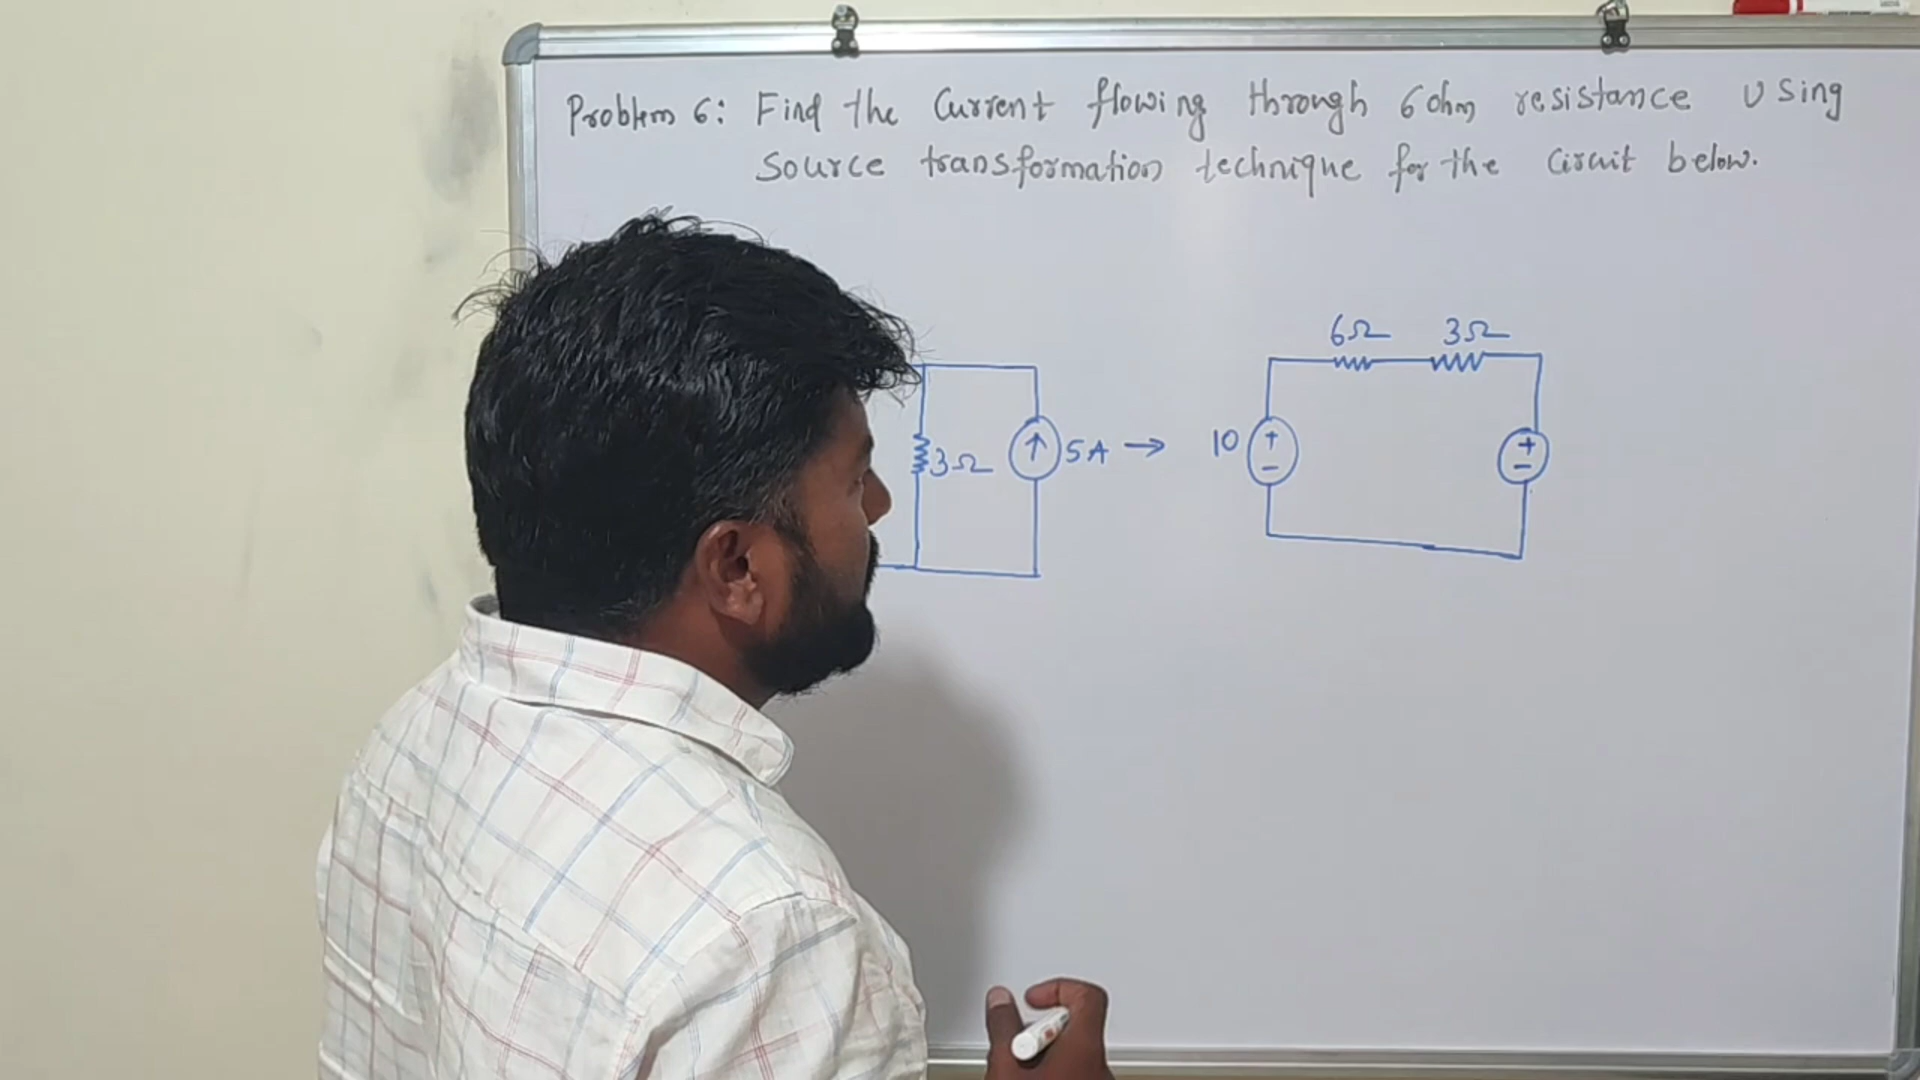 Problem 6: Find the Current flowing through 6 ohm resistance Using
Source transformation technique for the Circuit below.
6Ω 3Ω
3Ω 5A → 10